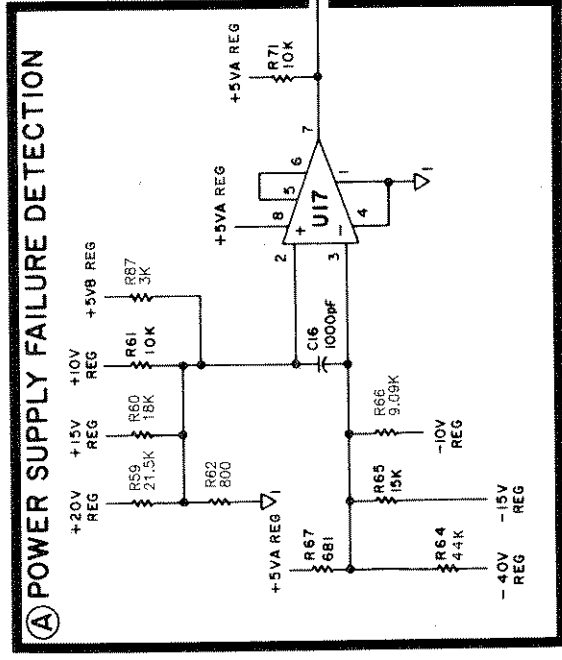 A POWER SUPPLY FAILURE DETECTION
+20V
REG
R59
21.5K
R62
800
1
+15V
REG
R60
18K
+10V
REG
R61
10K
+5VB REG
R87
3K
+5VA REG
+5VA REG
R71
10K
2
+
8
5
6
7
U17
3
-
4
1
1
C16
1000pF
+5VA REG
R67
681
R64
44K
-40V
REG
R65
15K
-15V
REG
R66
9.09K
-10V
REG